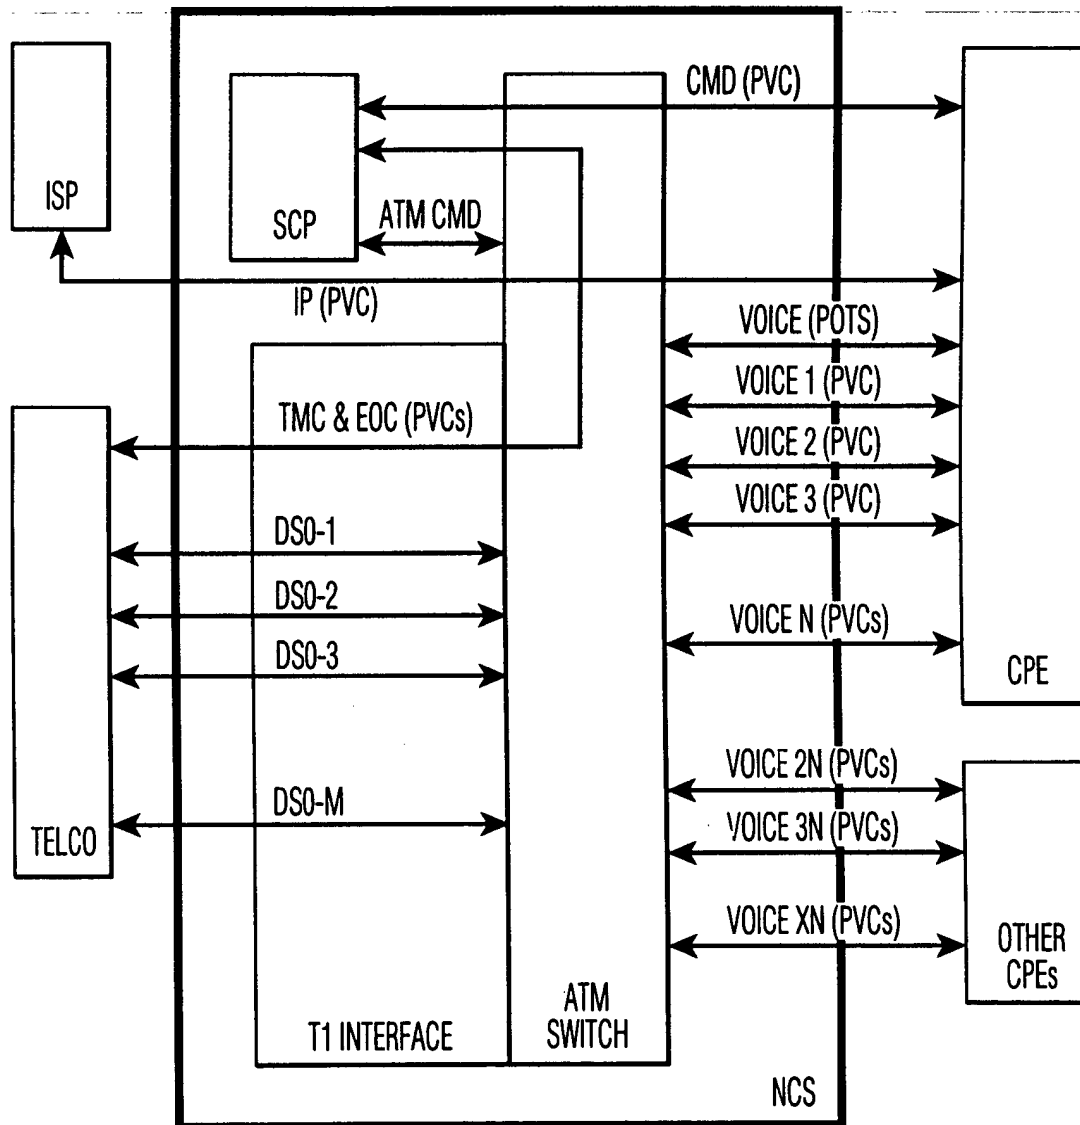 CMD (PVC)
ISP
SCP
ATM CMD
IP (PVC)
VOICE (POTS)
VOICE 1 (PVC)
TMC & EOC (PVCs)
VOICE 2 (PVC)
VOICE 3 (PVC)
DS0-1
DS0-2
VOICE N (PVCs)
DS0-3
CPE
VOICE 2N (PVCs)
DS0-M
VOICE 3N (PVCs)
TELCO
VOICE XN (PVCs)
OTHER
CPEs
ATM
SWITCH
T1 INTERFACE
NCS